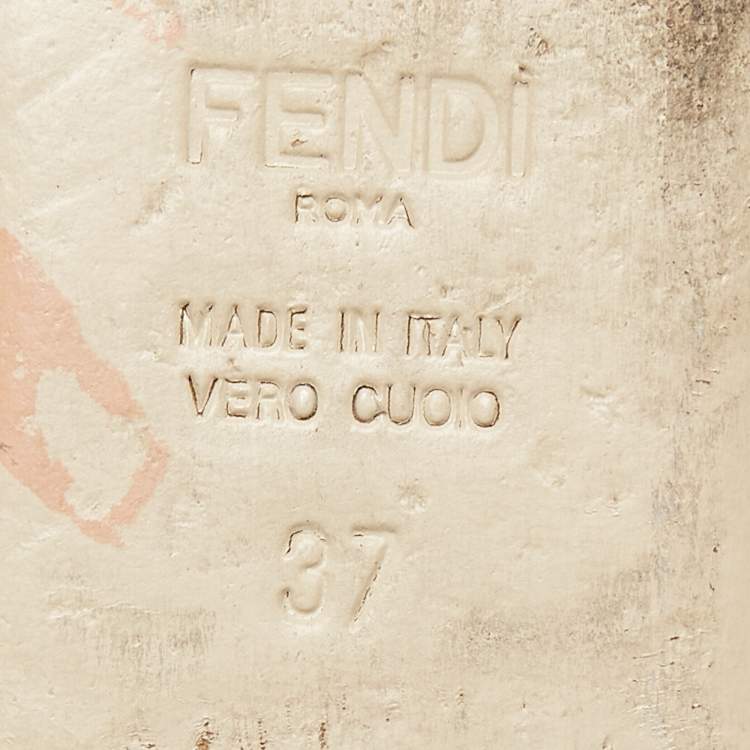 FENDI
ROMA
MADE IN ITALY
VERO CUOIO
37